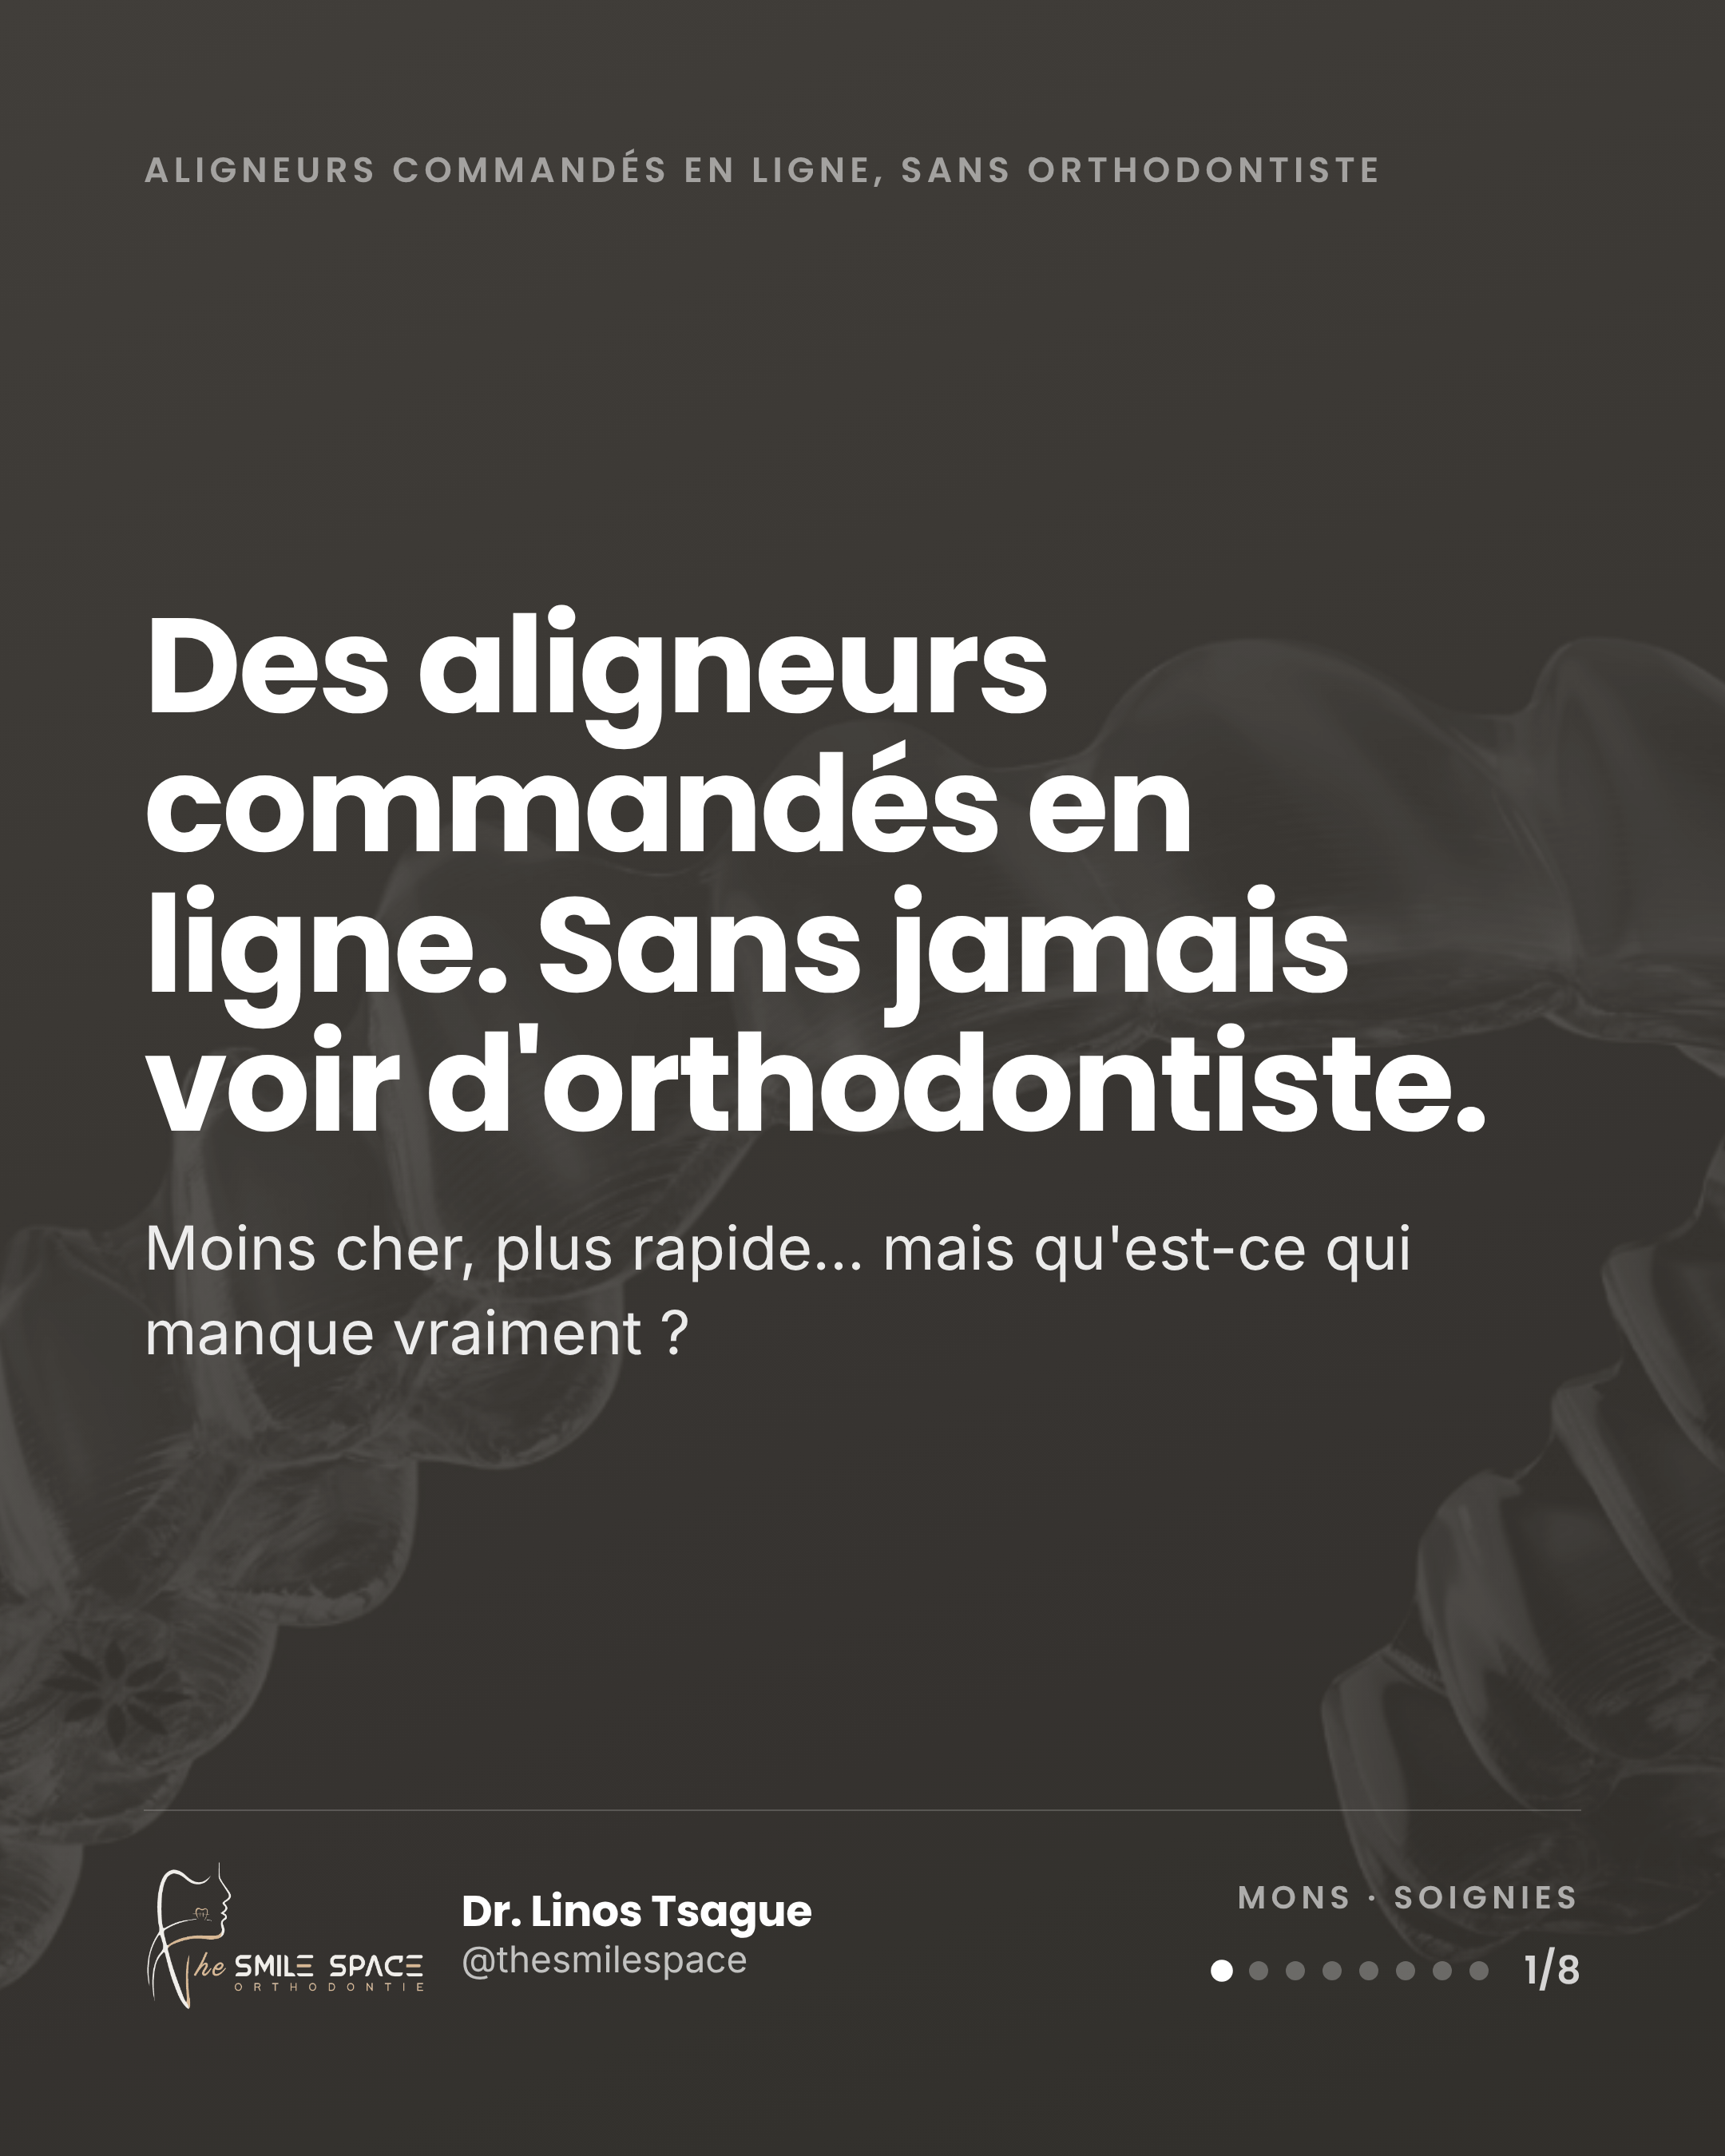 ALIGNEURS COMMANDÉS EN LIGNE, SANS ORTHODONTISTE
Des aligneurs
commandés en
ligne. Sans jamais
voir d'orthodontiste.
Moins cher, plus rapide... mais qu'est-ce qui
manque vraiment ?
The SMILE SPACE
ORTHODONTIE
Dr. Linos Tsague
@thesmilespace
MONS · SOIGNIES
1/8